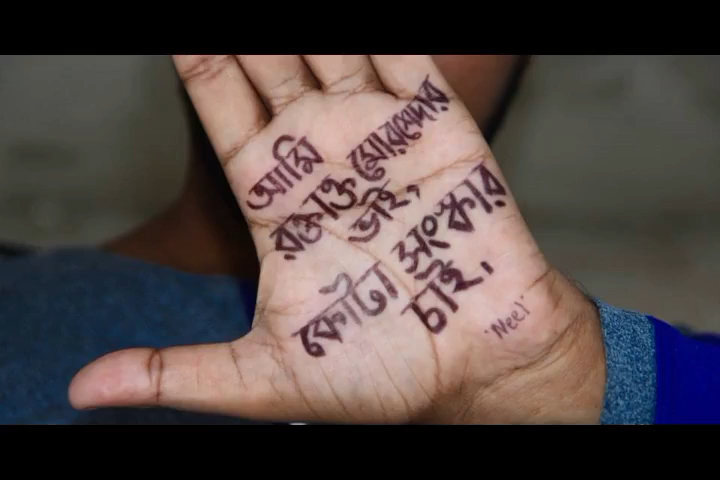 আমি
রক্তাক্ত মোরশেদার
ভাই,
কোটা সংস্কার
চাই,
'Neel'